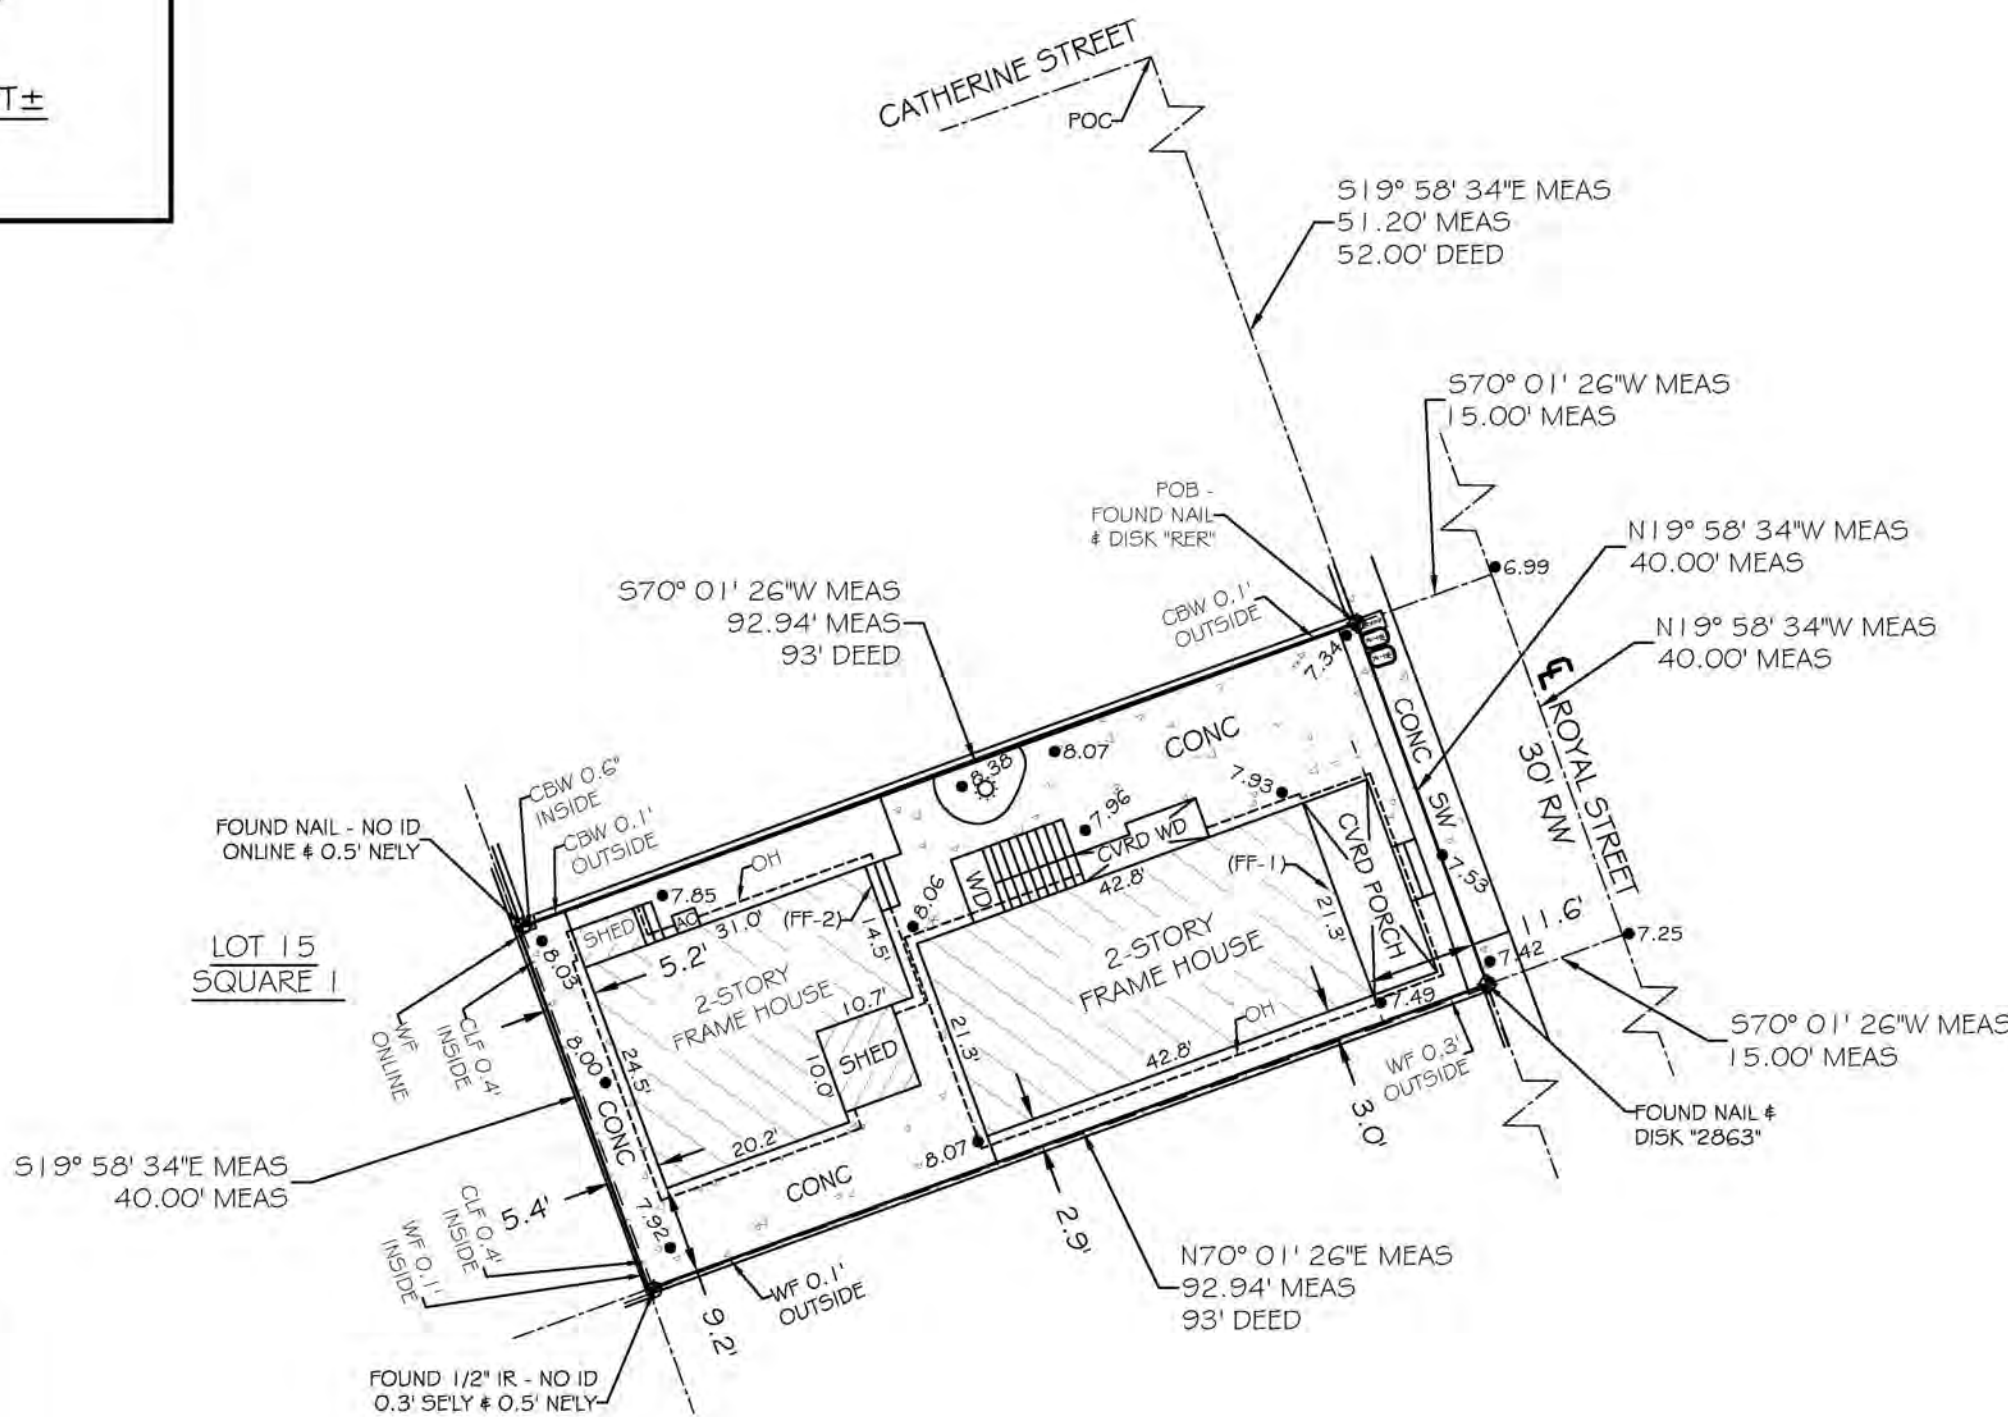 T±
CATHERINE STREET
POC
S19° 58' 34"E MEAS
51.20' MEAS
52.00' DEED
S70° 01' 26"W MEAS
15.00' MEAS
POB -
FOUND NAIL
& DISK "RER"
N19° 58' 34"W MEAS
40.00' MEAS
6.99
S70° 01' 26"W MEAS
92.94' MEAS
93' DEED
CBW 0.1'
OUTSIDE
7.34
N19° 58' 34"W MEAS
40.00' MEAS
CL ROYAL STREET
30' R/W
CONC SW
CONC
8.07
8.38
7.96
7.93
CBW 0.6"
INSIDE
CBW 0.1'
OUTSIDE
FOUND NAIL - NO ID
ONLINE & 0.5' NE'LY
OH
CVRD WD
WD
42.8'
(FF-1)
CVRD PORCH
21.3'
7.53
11.6'
7.25
7.42
7.85
AC
31.0'
(FF-2)
8.06
SHED
14.5'
5.2'
LOT 15
SQUARE 1
8.03
2-STORY
FRAME HOUSE
2-STORY
FRAME HOUSE
10.7'
7.49
OH
S70° 01' 26"W MEAS
15.00' MEAS
WF
ONLINE
CLF 0.4'
INSIDE
8.00
24.5'
10.0'
SHED
21.3'
42.8'
WF 0.3'
OUTSIDE
3.0'
FOUND NAIL &
DISK "2863"
CONC
20.2'
8.07
S19° 58' 34"E MEAS
40.00' MEAS
CONC
CLF 0.4'
INSIDE
5.4'
7.92
WF 0.1'
INSIDE
2.9'
N70° 01' 26"E MEAS
92.94' MEAS
93' DEED
WF 0.1'
OUTSIDE
9.2'
FOUND 1/2" IR - NO ID
0.3' SE'LY & 0.5' NE'LY